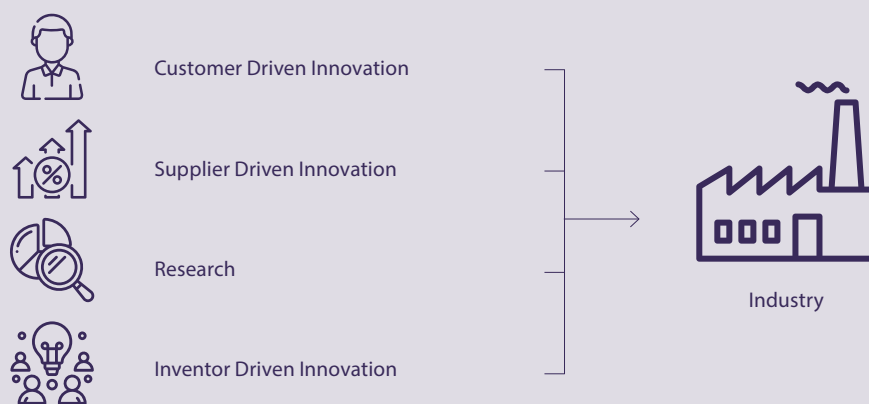 Customer Driven Innovation
Supplier Driven Innovation
%
Research
Industry
Inventor Driven Innovation